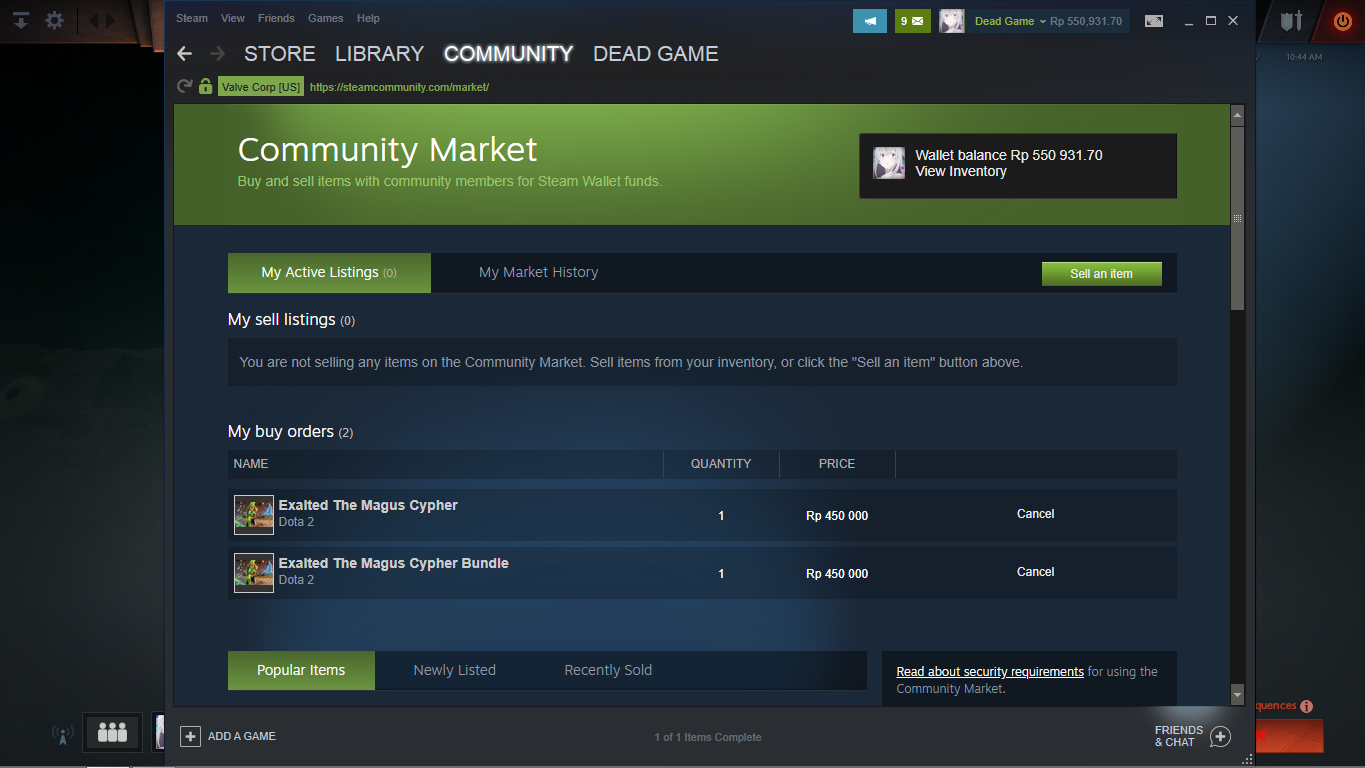 Steam View Friends Games Help
9
Dead Game
Rp 550,931.70
STORE LIBRARY COMMUNITY DEAD GAME
10:44 AM
Valve Corp [US] https://steamcommunity.com/market/
Community Market
Buy and sell items with community members for Steam Wallet funds.
Wallet balance Rp 550 931.70
View Inventory
My Active Listings (0)
My Market History
Sell an item
My sell listings (0)
You are not selling any items on the Community Market. Sell items from your inventory, or click the "Sell an item" button above.
My buy orders (2)
NAME QUANTITY PRICE
Exalted The Magus Cypher
Dota 2
1
Rp 450 000
Cancel
Exalted The Magus Cypher Bundle
Dota 2
1
Rp 450 000
Cancel
Popular Items
Newly Listed
Recently Sold
Read about security requirements for using the
Community Market.
quences
ADD A GAME
1 of 1 Items Complete
FRIENDS
& CHAT